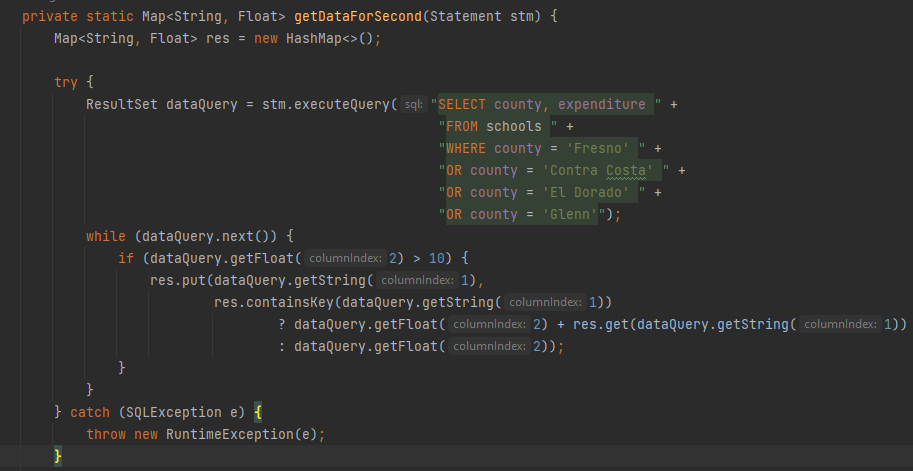 private static Map<String, Float> getDataForSecond(Statement stm) {
    Map<String, Float> res = new HashMap<>();
    try {
        ResultSet dataQuery = stm.executeQuery( sql: "SELECT county, expenditure " +
                "FROM schools " +
                "WHERE county = 'Fresno' " +
                "OR county = 'Contra Costa' " +
                "OR county = 'El Dorado' " +
                "OR county = 'Glenn'");
        while (dataQuery.next()) {
            if (dataQuery.getFloat( columnIndex: 2) > 10) {
                res.put(dataQuery.getString( columnIndex: 1),
                        res.containsKey(dataQuery.getString( columnIndex: 1))
                                ? dataQuery.getFloat( columnIndex: 2) + res.get(dataQuery.getString( columnIndex: 1))
                                : dataQuery.getFloat( columnIndex: 2));
            }
        }
    } catch (SQLException e) {
        throw new RuntimeException(e);
    }